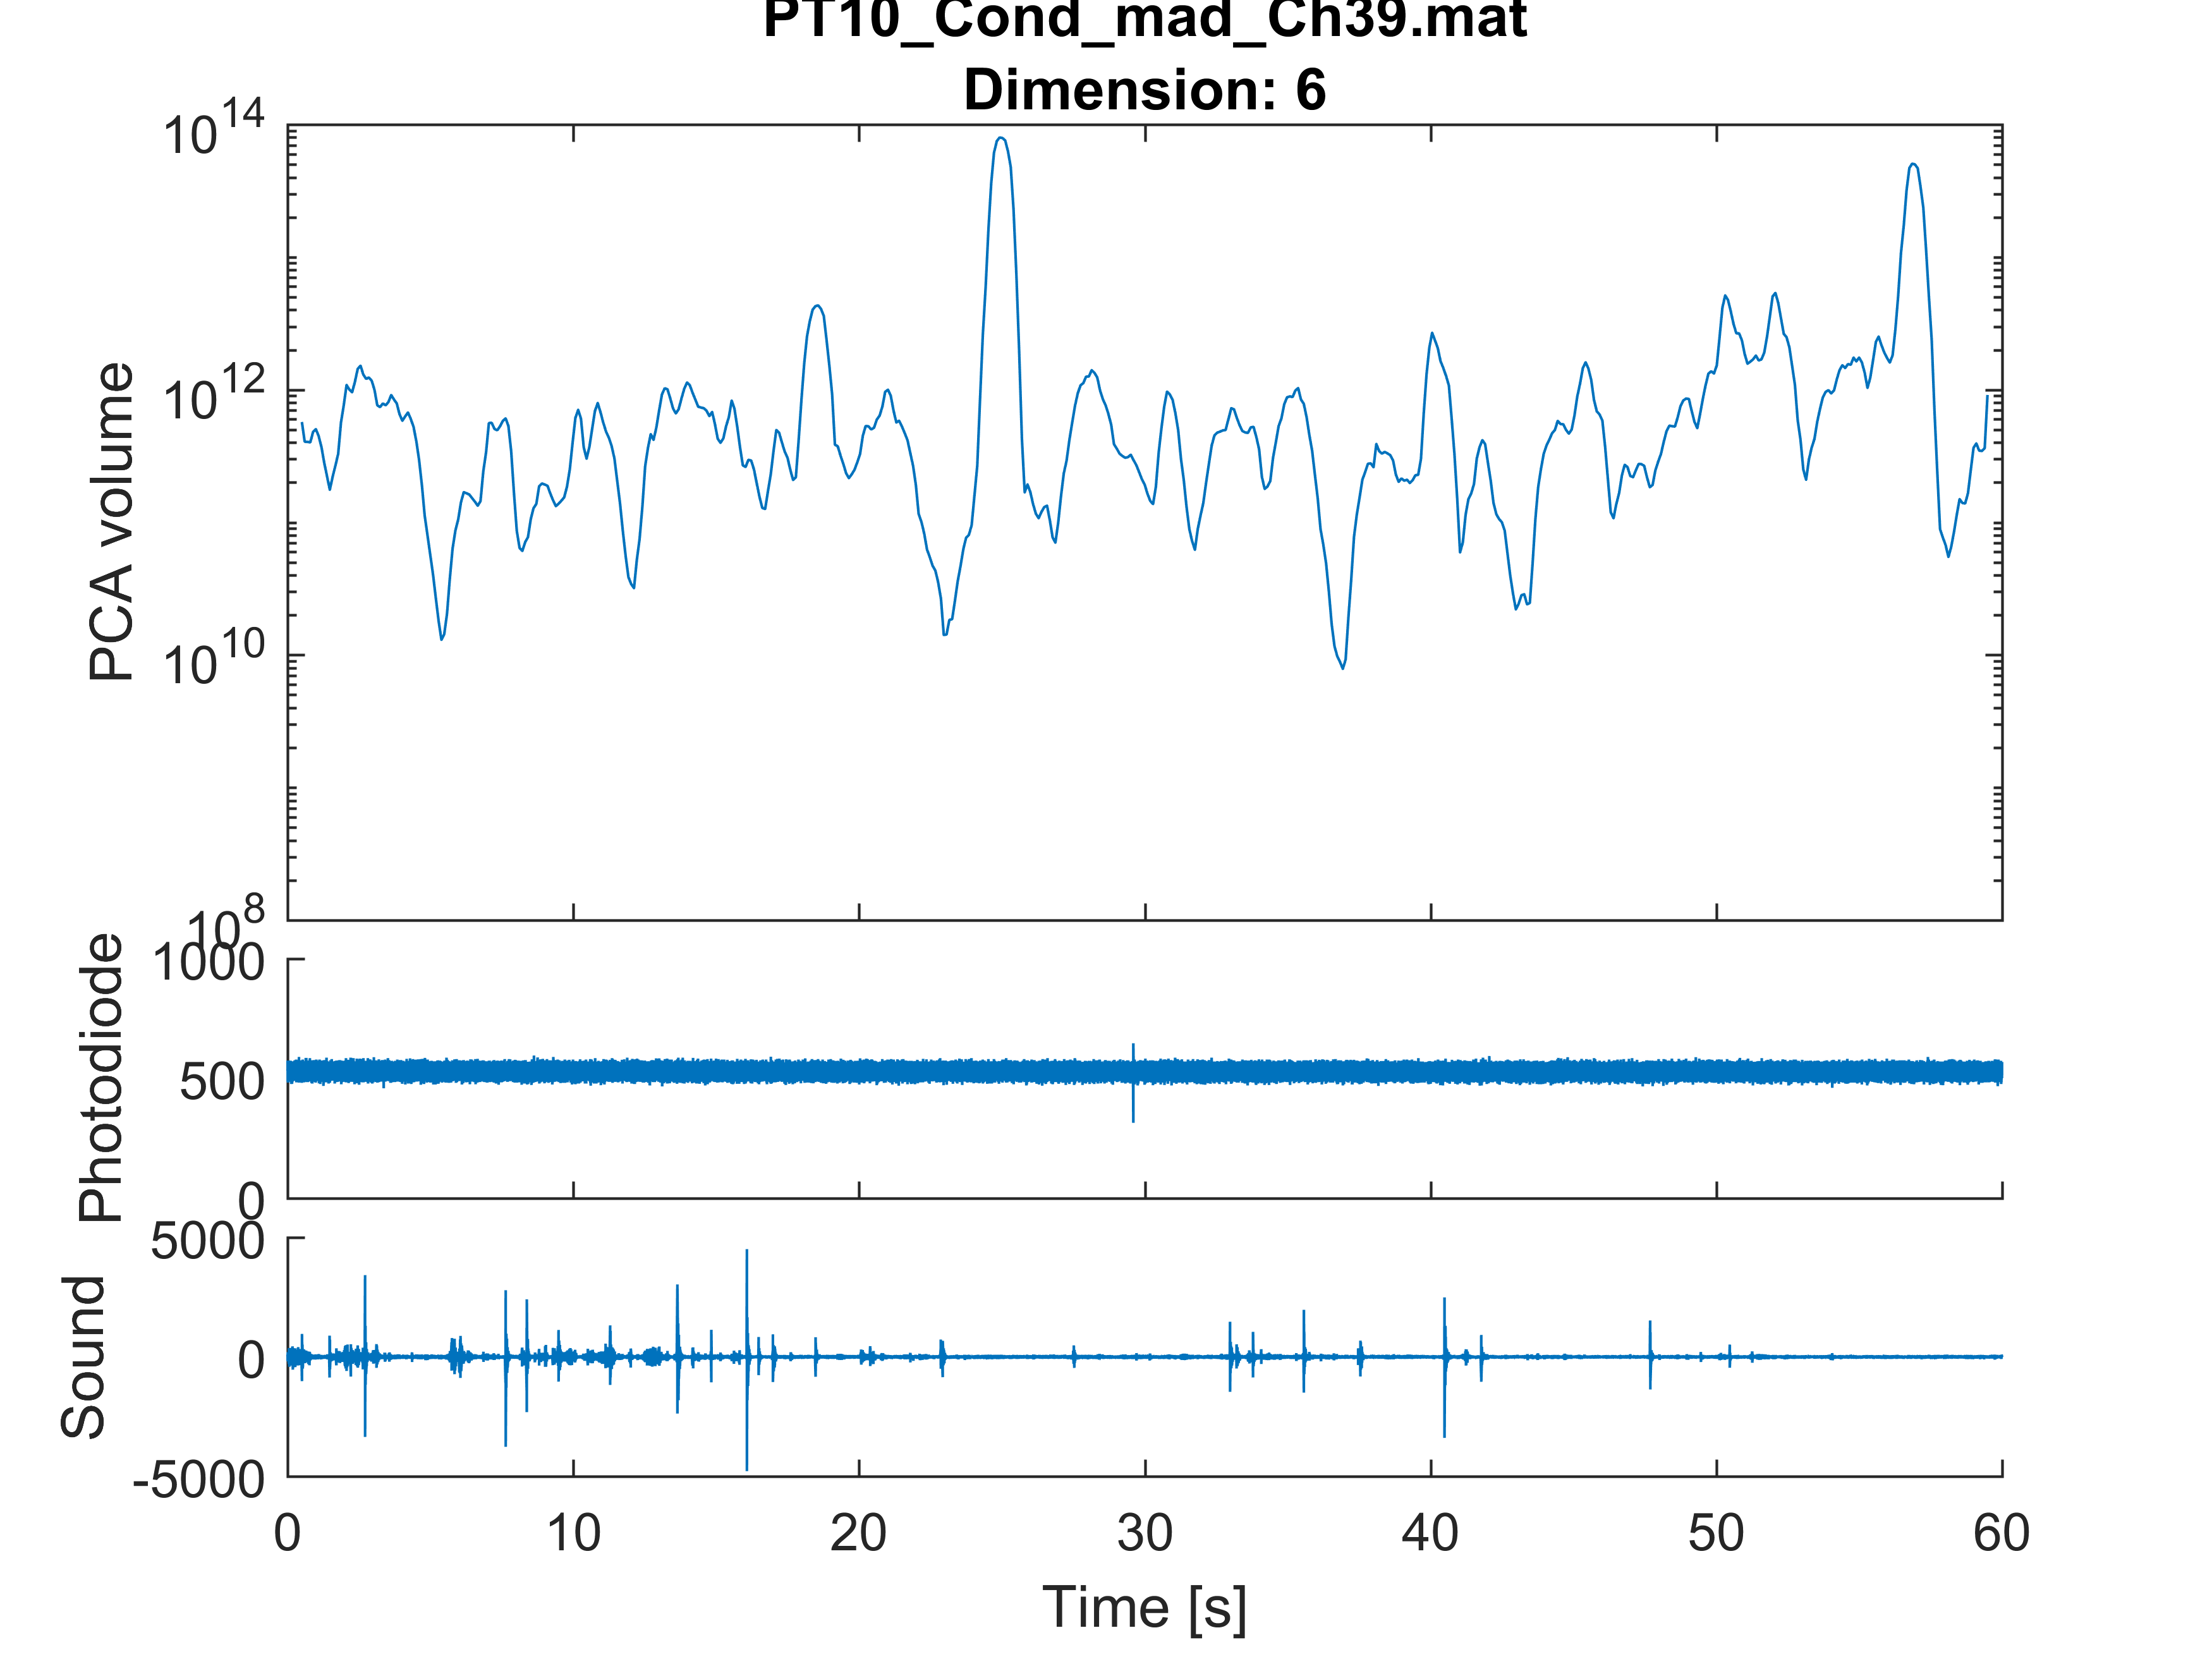 PT10_Cond_mad_Ch39.mat
Dimension: 6
10^14
10^12
10^10
10^8
PCA volume
1000
500
0
Photodiode
5000
0
-5000
Sound
0 10 20 30 40 50 60
Time [s]